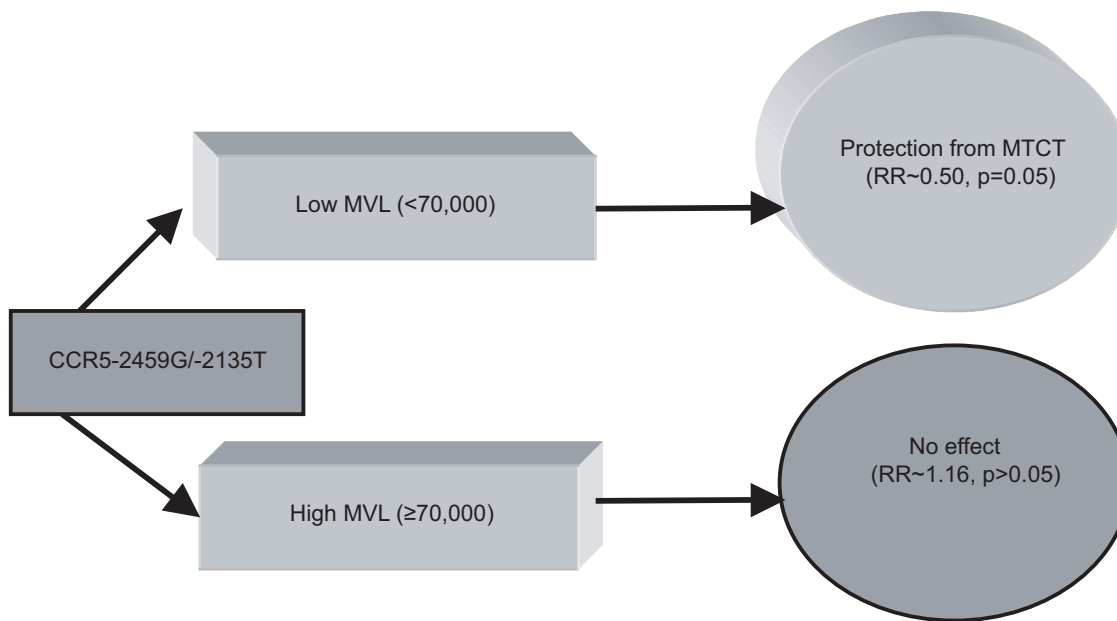 Protection from MTCT
(RR~0.50, p=0.05)
Low MVL (<70,000)
CCR5-2459G/-2135T
No effect
(RR~1.16, p>0.05)
High MVL (≥70,000)